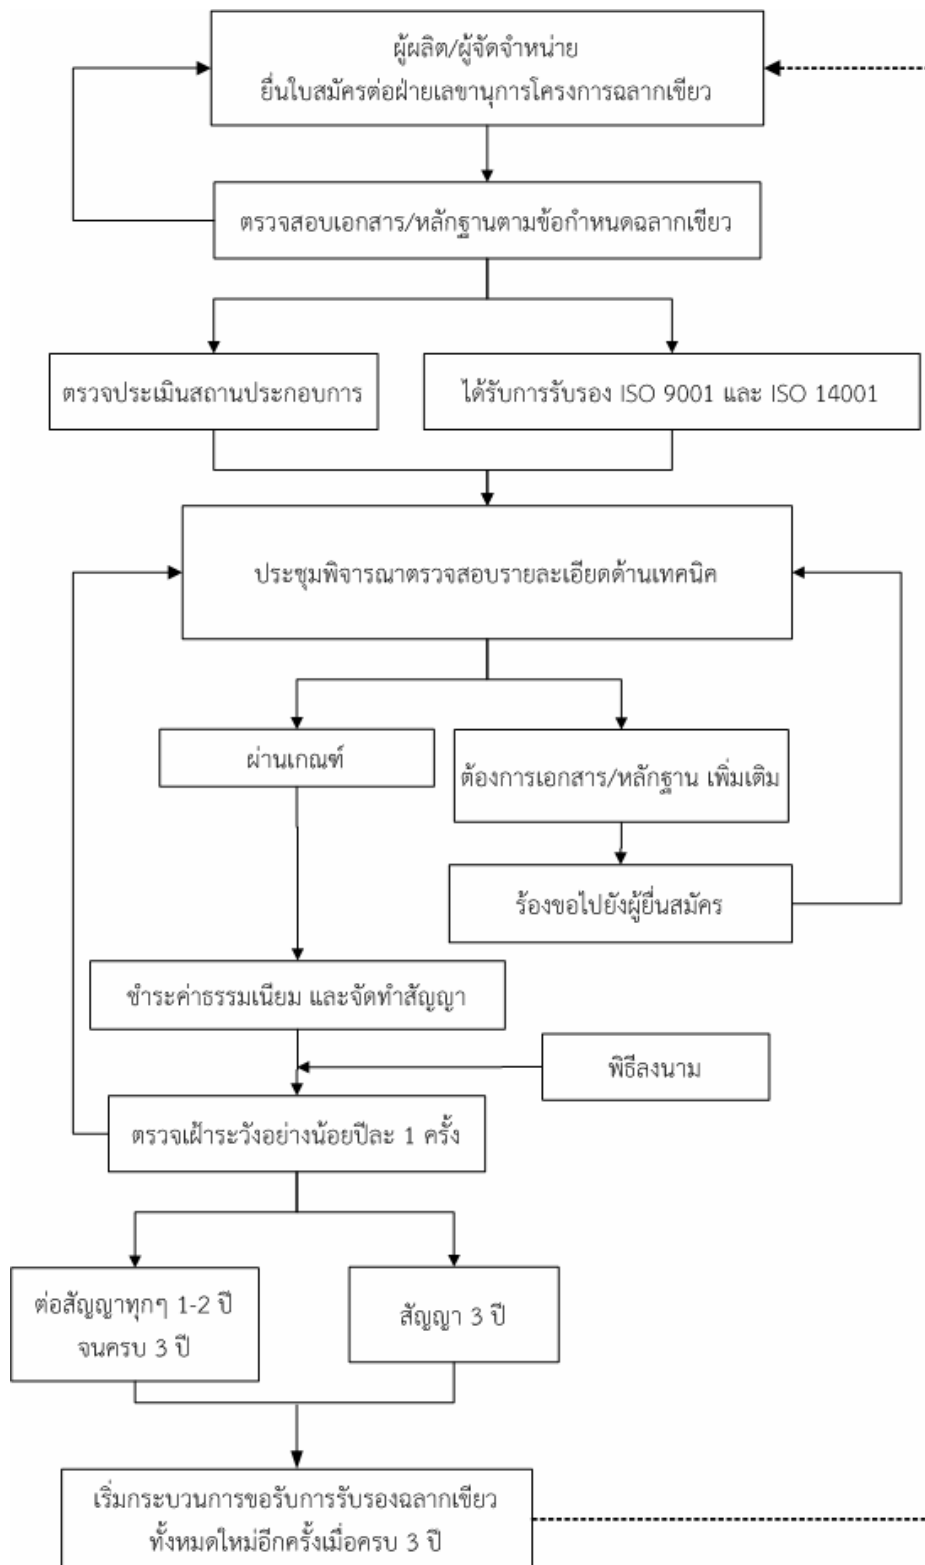 ผู้ผลิต/ผู้จัดจำหน่าย
ยื่นใบสมัครต่อฝ่ายเลขานุการโครงการฉลากเขียว
ตรวจสอบเอกสาร/หลักฐานตามข้อกำหนดฉลากเขียว
ตรวจประเมินสถานประกอบการ
ได้รับการรับรอง ISO 9001 และ ISO 14001
ประชุมพิจารณาตรวจสอบรายละเอียดด้านเทคนิค
ผ่านเกณฑ์
ต้องการเอกสาร/หลักฐาน เพิ่มเติม
ร้องขอไปยังผู้ยื่นสมัคร
ชำระค่าธรรมเนียม และจัดทำสัญญา
พิธีลงนาม
ตรวจเฝ้าระวังอย่างน้อยปีละ 1 ครั้ง
ต่อสัญญาทุกๆ 1-2 ปี
จนครบ 3 ปี
สัญญา 3 ปี
เริ่มกระบวนการขอรับการรับรองฉลากเขียว
ทั้งหมดใหม่อีกครั้งเมื่อครบ 3 ปี